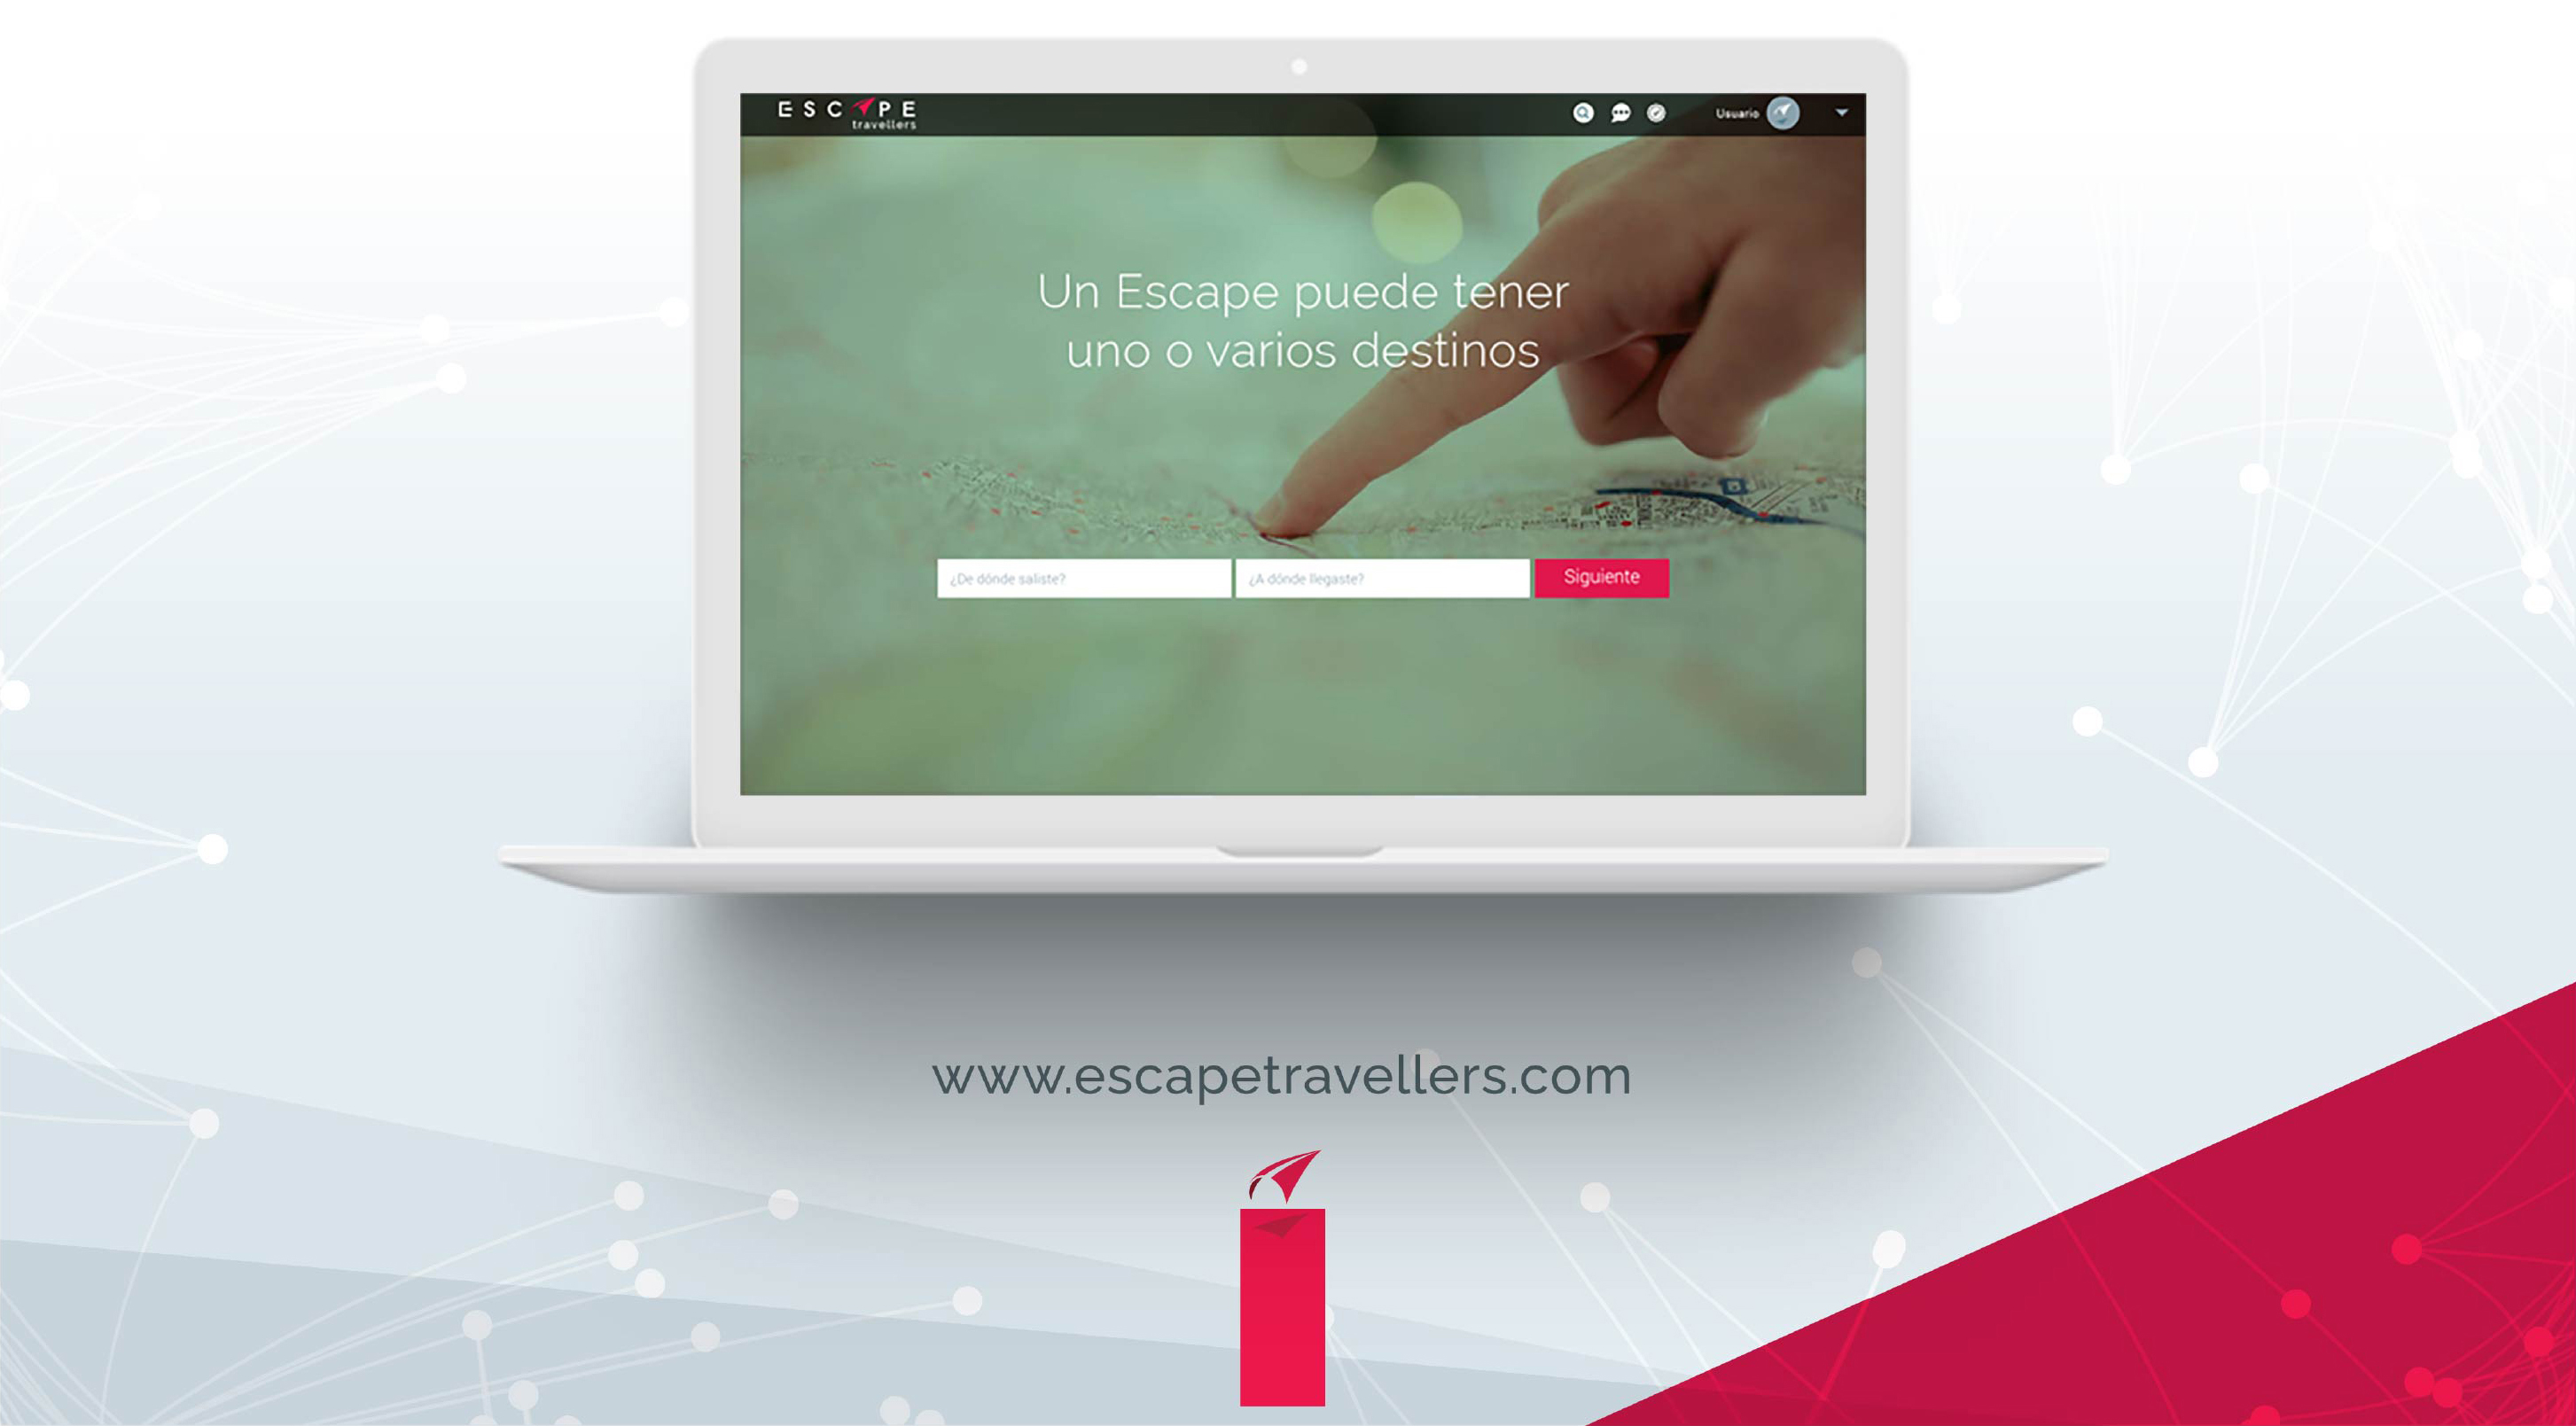 ESCAPE
travellers
Usuario
Un Escape puede tener
uno o varios destinos
¿De dónde saliste?
¿A dónde llegaste?
Siguiente
www.escapetravellers.com